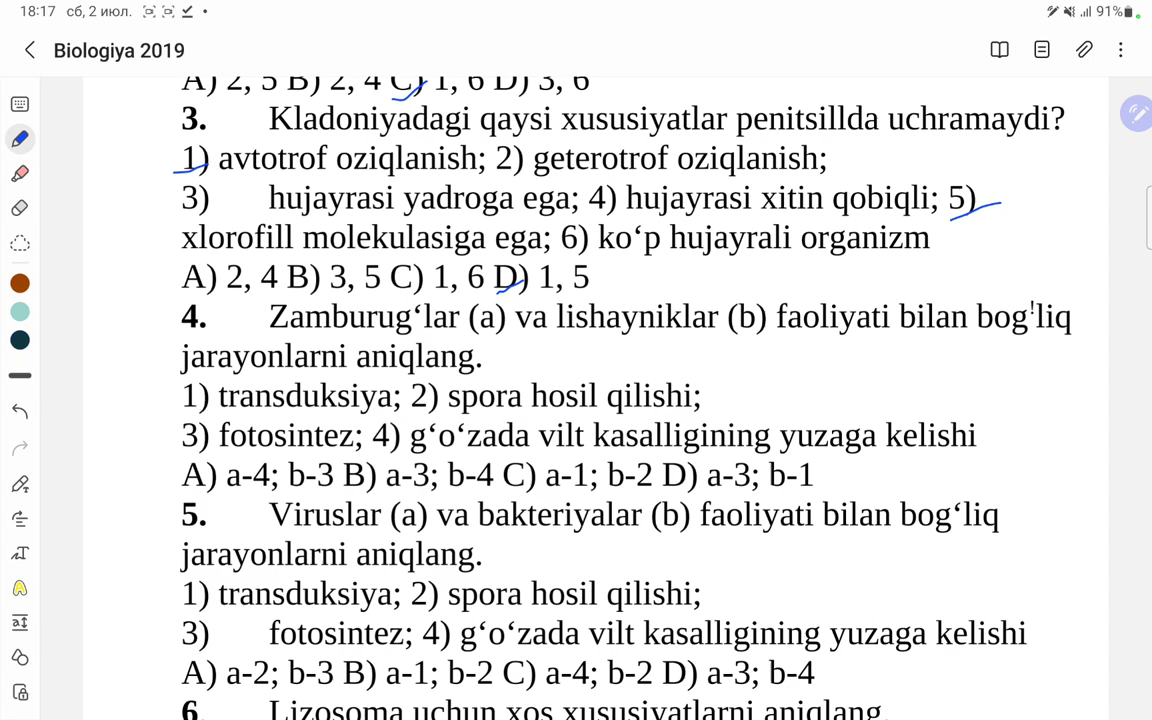 18:17 сб, 2 июл.
91%
Biologiya 2019
A) 2, 5 B) 2, 4 C) 1, 6 D) 3, 6
3. Kladoniyadagi qaysi xususiyatlar penitsillda uchramaydi?
1) avtotrof oziqlanish; 2) geterotrof oziqlanish;
3) hujayrasi yadroga ega; 4) hujayrasi xitin qobiqli; 5)
xlorofill molekulasiga ega; 6) ko‘p hujayrali organizm
A) 2, 4 B) 3, 5 C) 1, 6 D) 1, 5
4. Zamburug‘lar (a) va lishayniklar (b) faoliyati bilan bog'liq
jarayonlarni aniqlang.
1) transduksiya; 2) spora hosil qilishi;
3) fotosintez; 4) g‘o‘zada vilt kasalligining yuzaga kelishi
A) a-4; b-3 B) a-3; b-4 C) a-1; b-2 D) a-3; b-1
5. Viruslar (a) va bakteriyalar (b) faoliyati bilan bog‘liq
jarayonlarni aniqlang.
1) transduksiya; 2) spora hosil qilishi;
3) fotosintez; 4) g‘o‘zada vilt kasalligining yuzaga kelishi
A) a-2; b-3 B) a-1; b-2 C) a-4; b-2 D) a-3; b-4
6. Lizosoma uchun xos xususiyatlarni aniqlang.